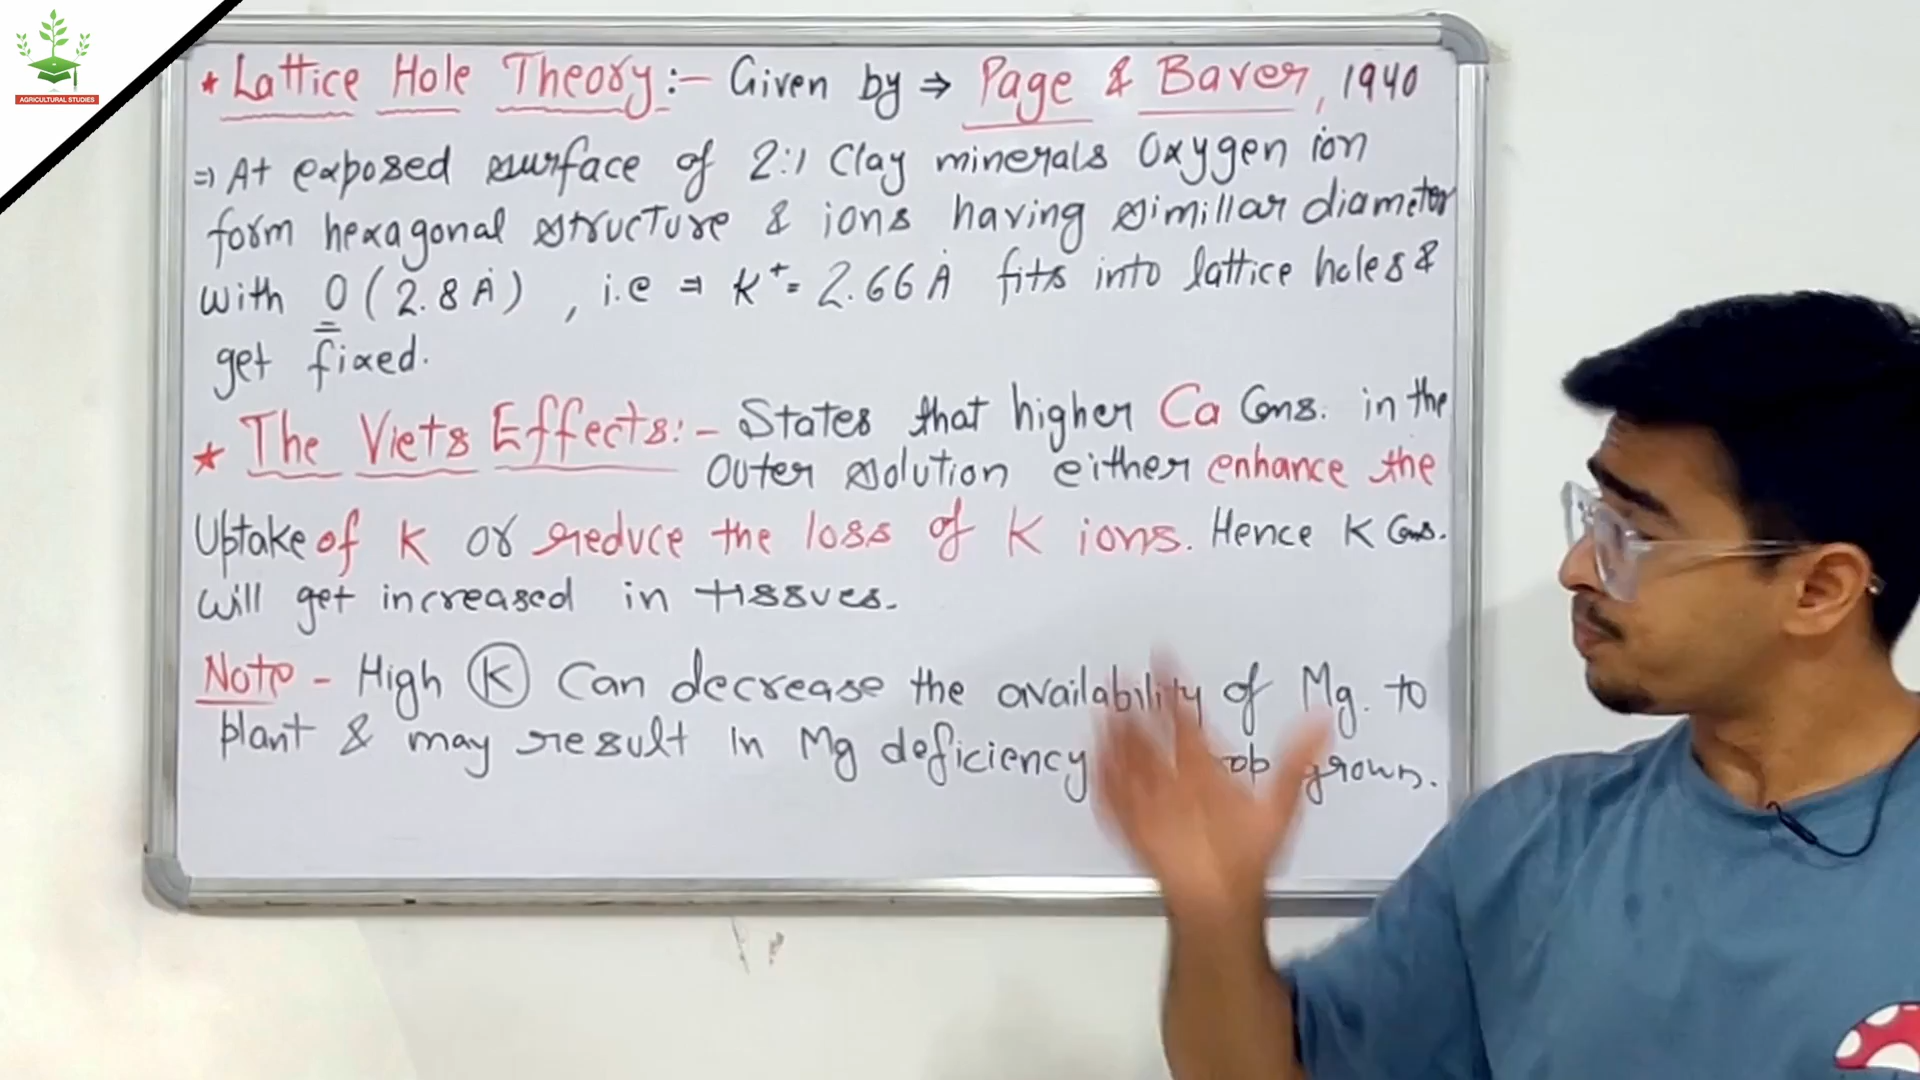 AGRICULTURAL STUDIES
* Lattice Hole Theory :- Given by ⇒ Page & Baver, 1940
⇒ At exposed surface of 2:1 Clay minerals Oxygen ion
form hexagonal structure & ions having simillar diameter
with O (2.8 Å) , i.e ⇒ K⁺= 2.66 Å fits into lattice holes &
get fixed.
* The Viets Effects:- States that higher Ca Cons. in the
Outer solution either enhance the
Uptake of K or reduce the loss of K ions. Hence K Cons.
will get increased in tissues.
Note - High K Can decrease the availability of Mg. to
plant & may result in Mg deficiency grown.